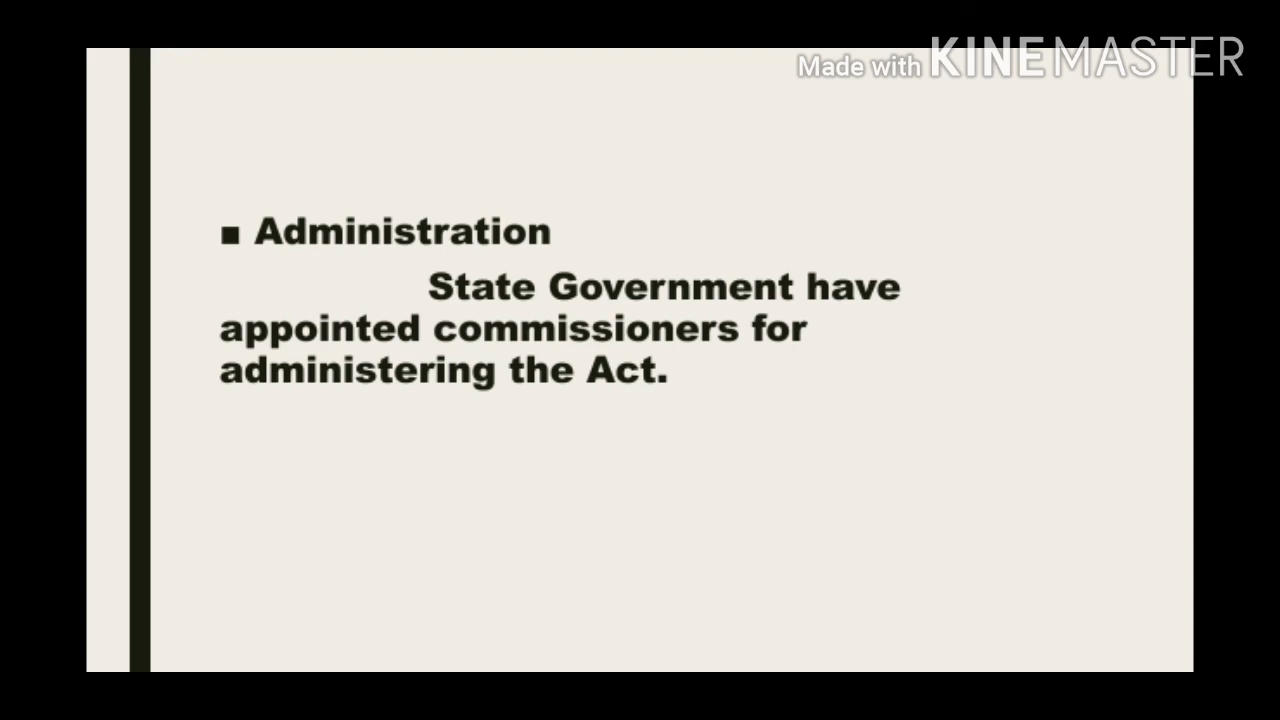 Made with KINEMASTER
■ Administration
State Government have
appointed commissioners for
administering the Act.